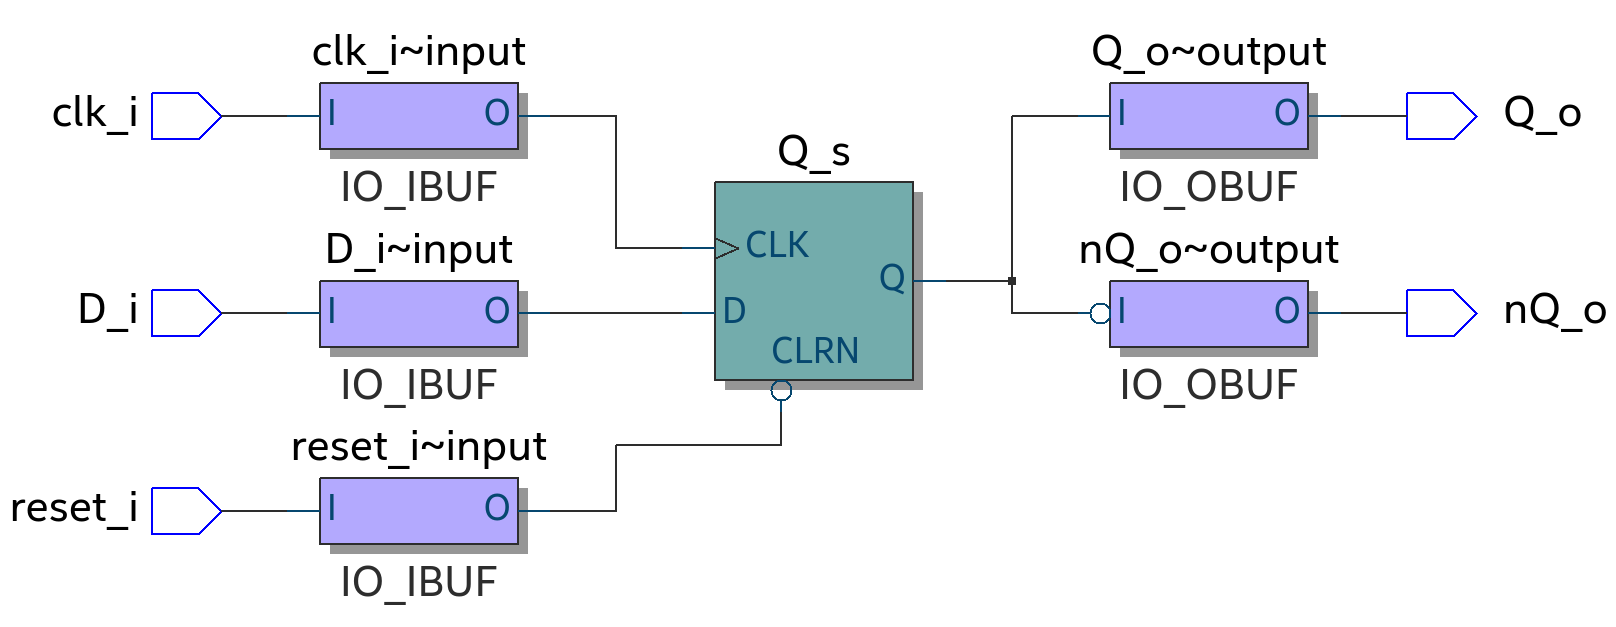 clk_i~input
clk_i
I
O
IO_IBUF
D_i~input
D_i
I
O
IO_IBUF
reset_i~input
reset_i
I
O
IO_IBUF
Q_s
CLK
D
Q
CLRN
Q_o~output
I
O
Q_o
IO_OBUF
nQ_o~output
I
O
nQ_o
IO_OBUF